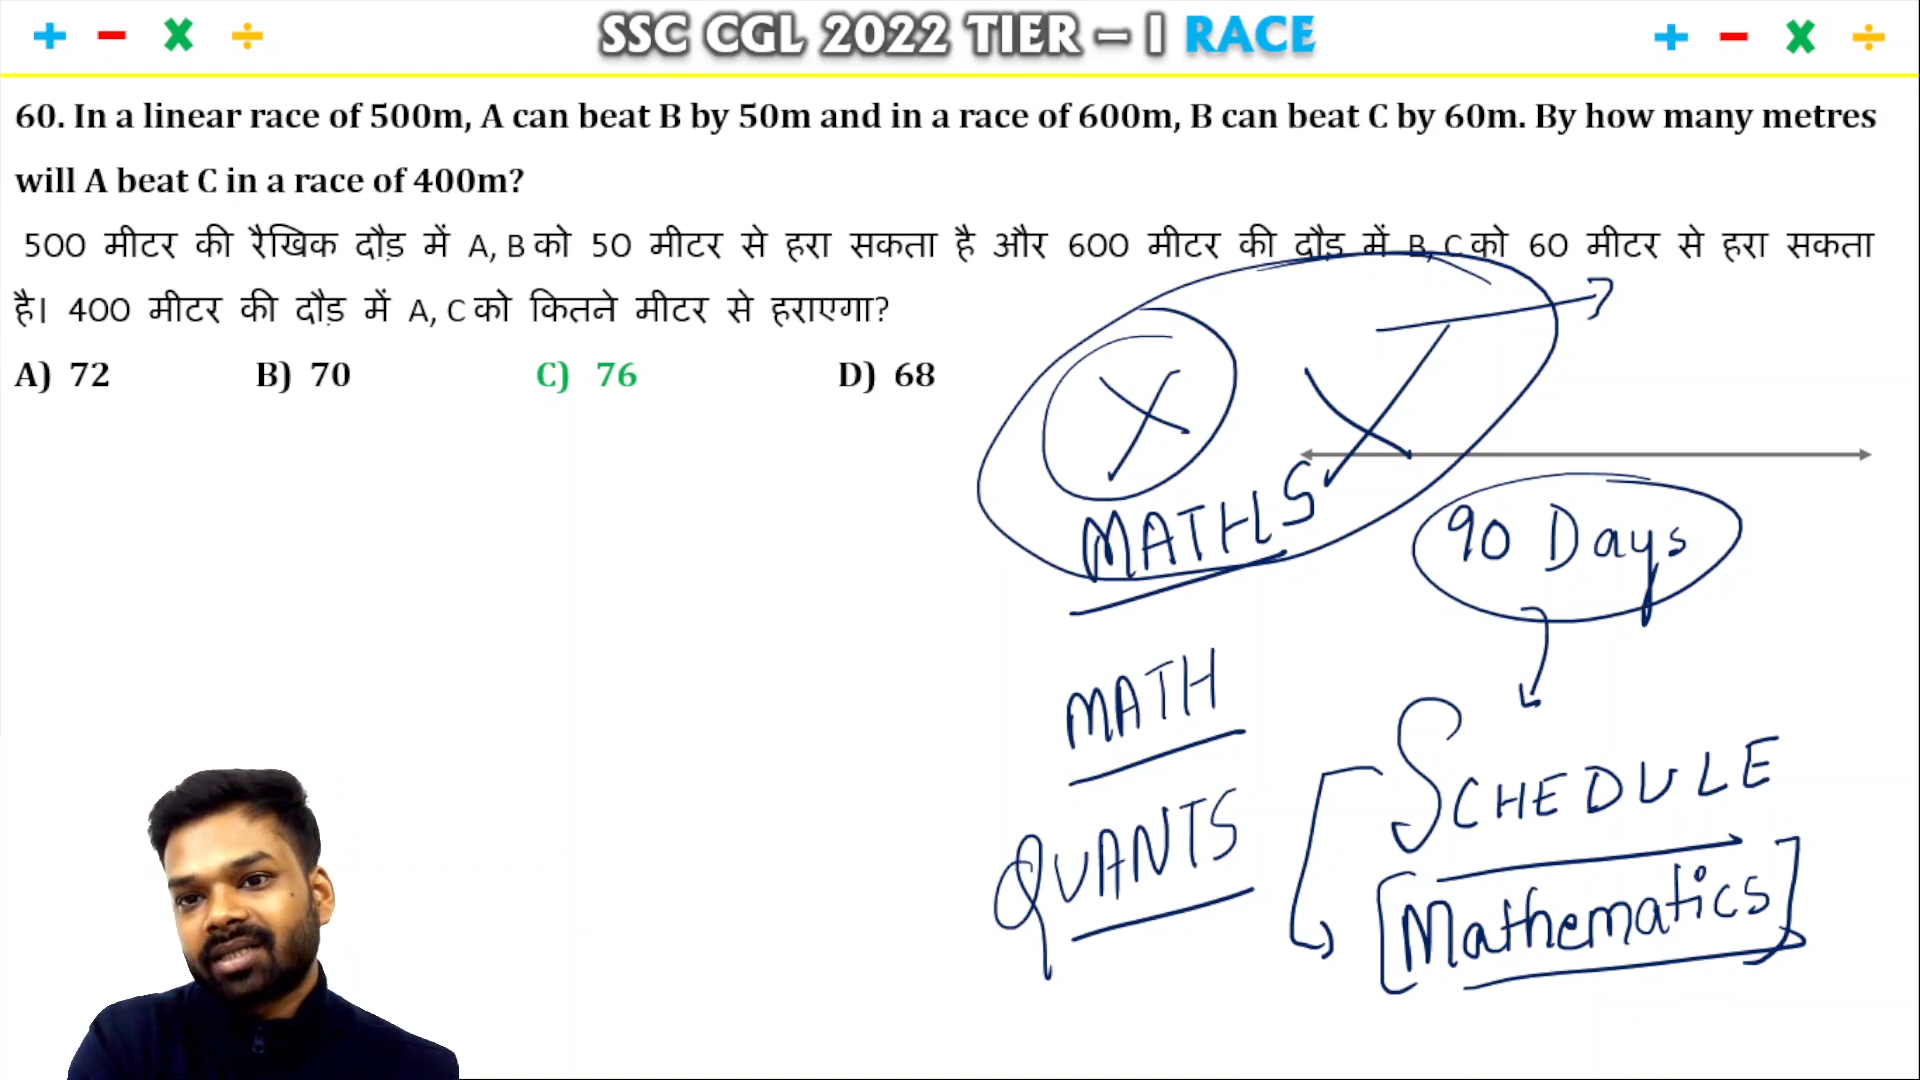 SSC CGL 2022 TIER – I RACE
60. In a linear race of 500m, A can beat B by 50m and in a race of 600m, B can beat C by 60m. By how many metres
will A beat C in a race of 400m?
500 मीटर की रैखिक दौड़ में A, B को 50 मीटर से हरा सकता है और 600 मीटर की दौड़ में B, C को 60 मीटर से हरा सकता
है। 400 मीटर की दौड़ में A, C को कितने मीटर से हराएगा?
A) 72 B) 70 C) 76 D) 68
MATHS
90 Days
MATH
SCHEDULE
QUANTS
[Mathematics]